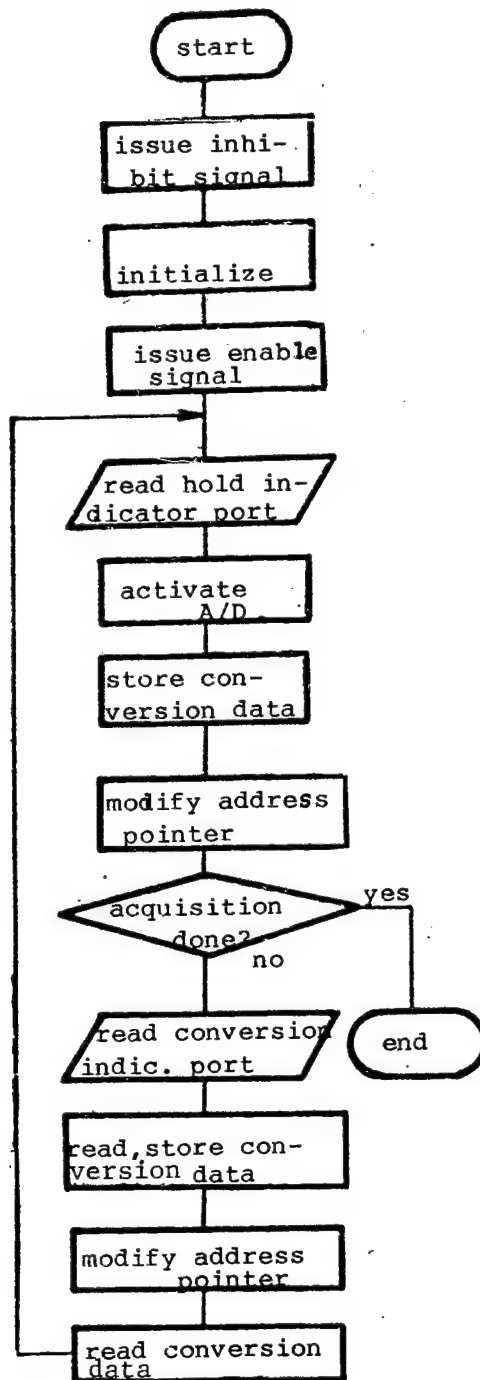 start
issue inhi-
bit signal
initialize
issue enable
signal
read hold in-
dicator port
activate
A/D
store con-
version data
modify address
pointer
acquisition
done?
yes
no
read conversion
indic. port
end
read,store con-
version data
modify address
pointer
read conversion
data